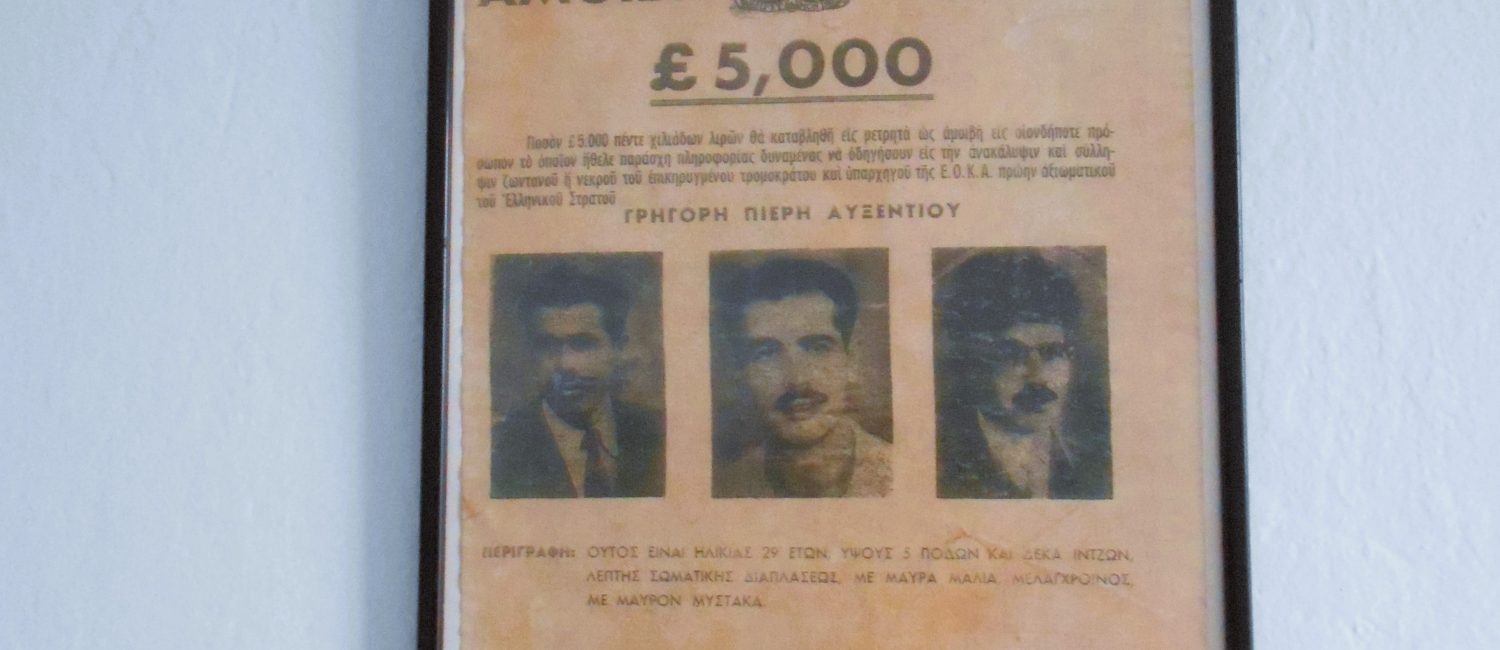 £ 5,000
Ποσὸν £5.000 πέντε χιλιάδων λιρῶν θὰ καταβληθῇ εἰς μετρητὰ ὡς ἀμοιβὴ εἰς οἱονδήποτε πρό-
σωπον τὸ ὁποῖον ἤθελε παράσχη πληροφορίας δυναμένας νὰ ὁδηγήσουν εἰς τὴν ἀνακάλυψιν καὶ σύλλη-
ψιν ζωντανοῦ ἢ νεκροῦ τοῦ ἐπικηρυγμένου τρομοκράτου καὶ ὑπαρχηγοῦ τῆς Ε.Ο.Κ.Α. πρώην ἀξιωματικοῦ
τοῦ Ἑλληνικοῦ Στρατοῦ
ΓΡΗΓΟΡΗ ΠΙΕΡΗ ΑΥΞΕΝΤΙΟΥ
ΠΕΡΙΓΡΑΦΗ: ΟΥΤΟΣ ΕΙΝΑΙ ΗΛΙΚΙΑΣ 29 ΕΤΩΝ, ΥΨΟΥΣ 5 ΠΟΔΩΝ ΚΑΙ ΔΕΚΑ ΙΝΤΖΩΝ,
ΛΕΠΤΗΣ ΣΩΜΑΤΙΚΗΣ ΔΙΑΠΛΑΣΕΩΣ, ΜΕ ΜΑΥΡΑ ΜΑΛΙΑ, ΜΕΛΑΓΧΡΟΙΝΟΣ,
ΜΕ ΜΑΥΡΟΝ ΜΥΣΤΑΚΑ.